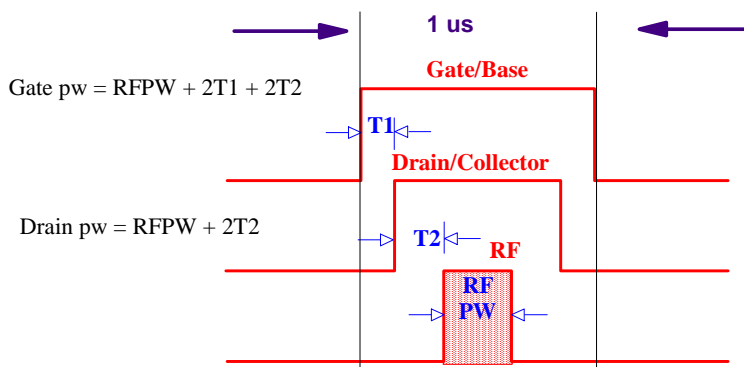 1 us
Gate/Base
Gate pw = RFPW + 2T1 + 2T2
T1
Drain/Collector
Drain pw = RFPW + 2T2
T2
RF
RF
PW